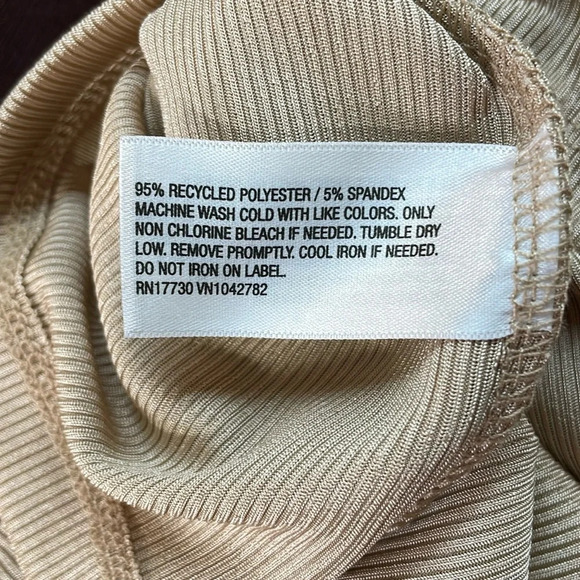 95% RECYCLED POLYESTER / 5% SPANDEX
MACHINE WASH COLD WITH LIKE COLORS. ONLY
NON CHLORINE BLEACH IF NEEDED. TUMBLE DRY
LOW. REMOVE PROMPTLY. COOL IRON IF NEEDED.
DO NOT IRON ON LABEL.
RN17730 VN1042782